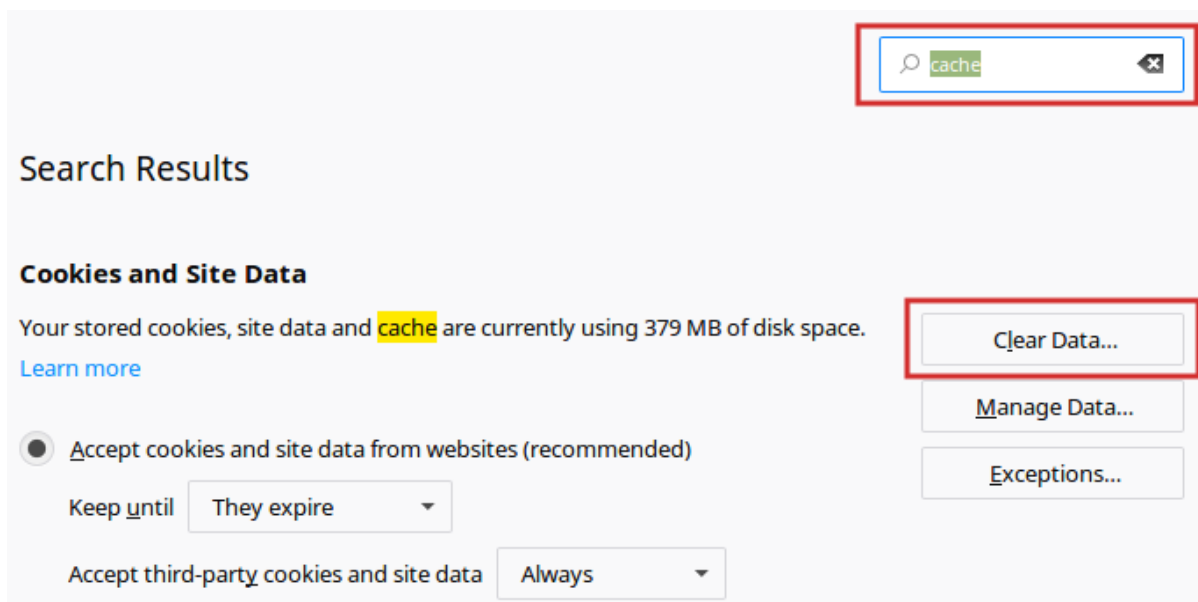 cache
Search Results
Cookies and Site Data
Your stored cookies, site data and cache are currently using 379 MB of disk space.
Learn more
Clear Data...
Manage Data...
Exceptions...
Accept cookies and site data from websites (recommended)
Keep until They expire
Accept third-party cookies and site data Always